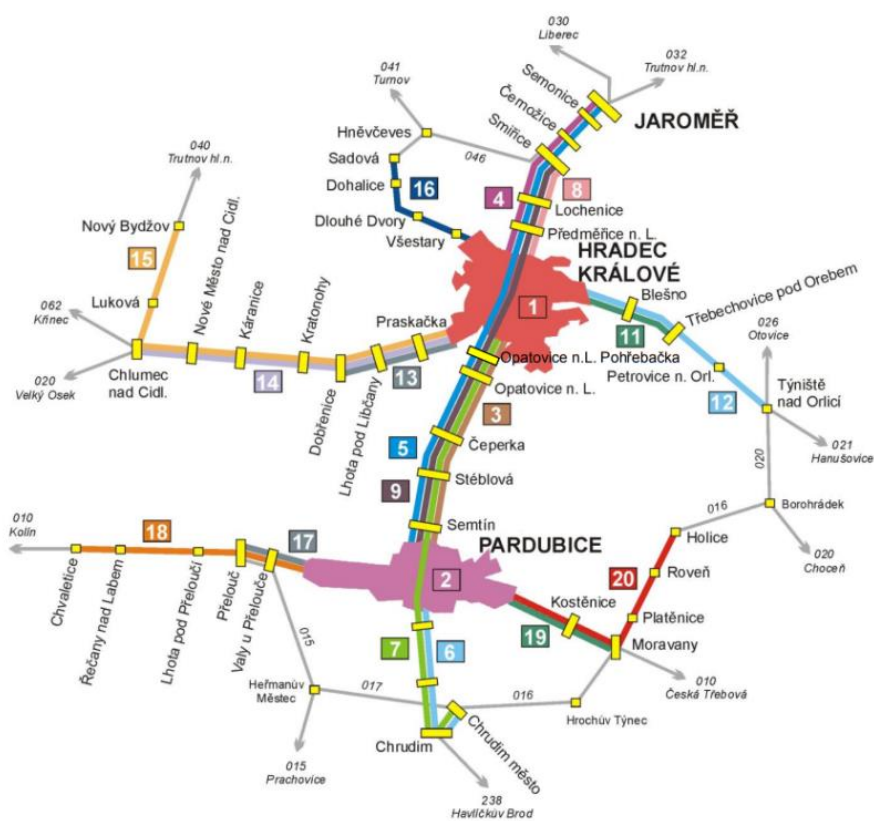 030
Liberec
032
Trutnov hl.n.
041
Turnov
Semonice
Černožice
Smiřice
JAROMĚŘ
Hněvčeves
046
040
Trutnov hl.n.
Sadová
Dohalice
16
4
8
Lochenice
Dlouhé Dvory
Předměřice n. L.
Všestary
Nový Bydžov
15
HRADEC
KRÁLOVÉ
Nové Město nad Cidl.
Káranice
Kratonohy
Praskačka
Blešno
Třebechovice pod Orebem
1
11
062
Křinec
Luková
026
Otovice
Opatovice n.L. Pohřebačka
Petrovice n. Orl.
Opatovice n. L.
Chlumec
nad Cidl.
020
Velký Osek
14
13
Dobřenice
Lhota pod Libčany
3
12
Týniště
nad Orlicí
5
Čeperka
021
Hanušovice
020
Stéblová
9
016
Borohrádek
010
Kolín
18
17
Semtín
PARDUBICE
Holice
020
Choceň
Chvaletice
Řečany nad Labem
Lhota pod Přeloučí
Přelouč
Valy u Přelouče
2
20
Roveň
Kostěnice
Platěnice
19
Moravany
7
6
015
010
Česká Třebová
Heřmanův
Městec
017
016
Hrochův Týnec
Chrudim
Chrudim město
015
Prachovice
238
Havlíčkův Brod